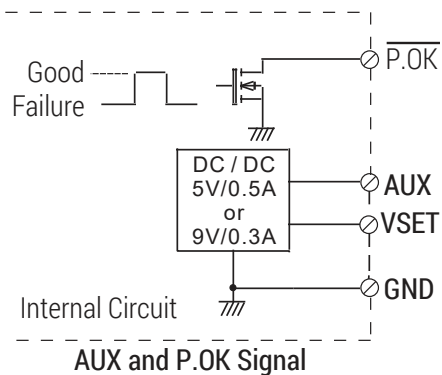 P.OK
Good
Failure
DC / DC
5V/0.5A
or
9V/0.3A
AUX
VSET
GND
Internal Circuit
AUX and P.OK Signal